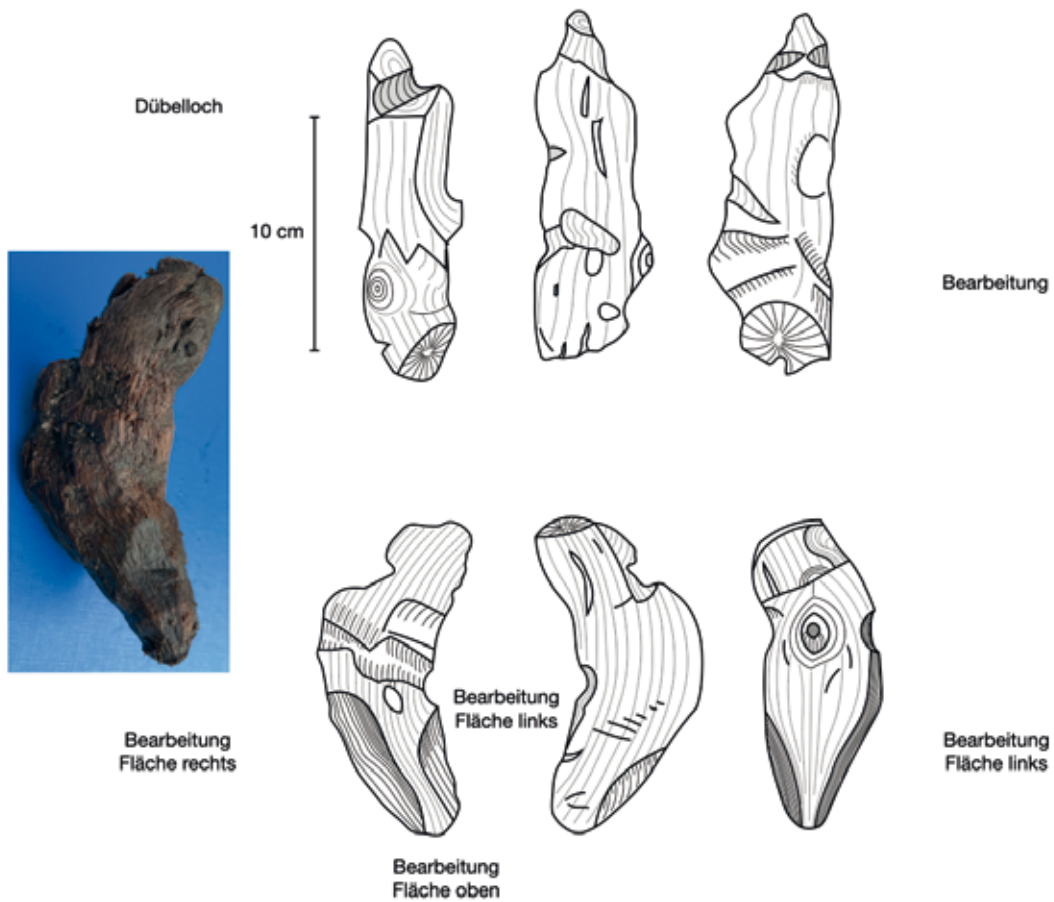 Dübelloch
10 cm
Bearbeitung
Bearbeitung
Fläche links
Bearbeitung
Fläche rechts
Bearbeitung
Fläche links
Bearbeitung
Fläche oben